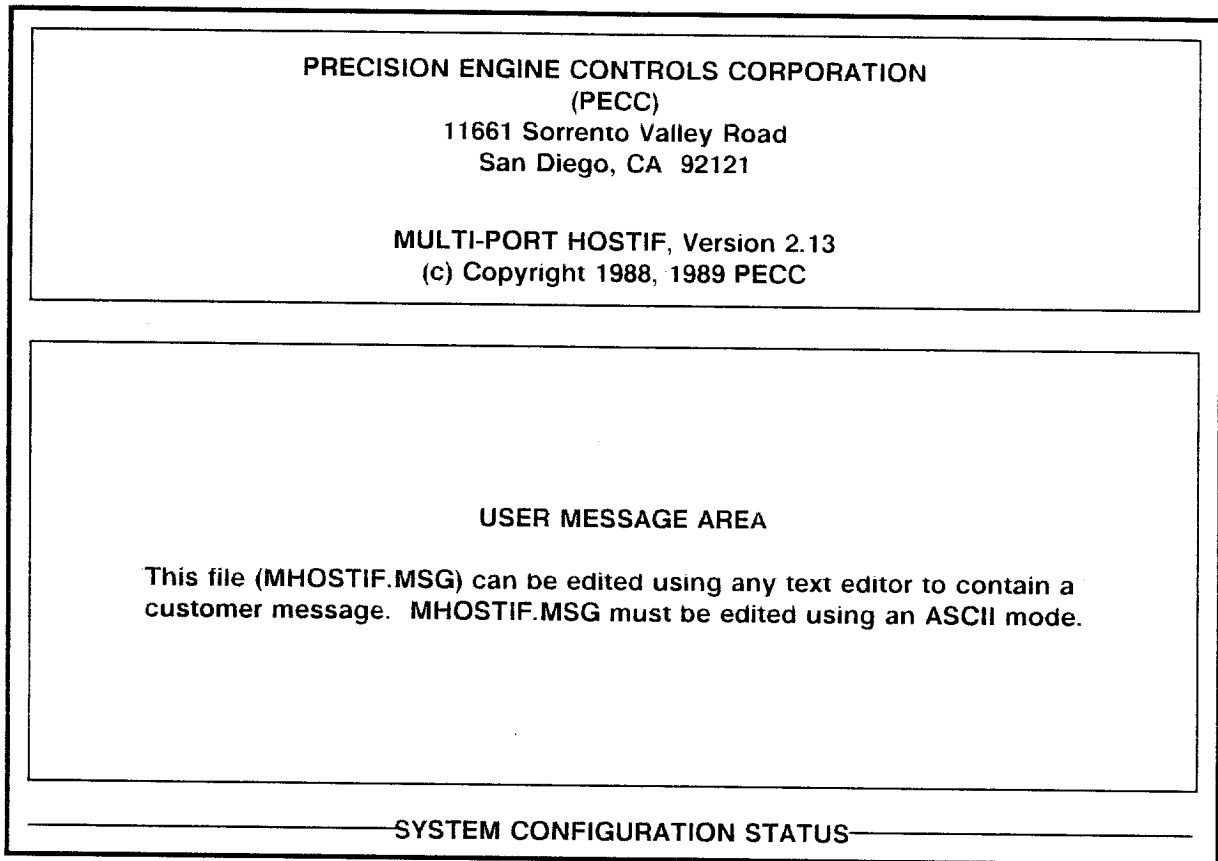 PRECISION ENGINE CONTROLS CORPORATION
(PECC)
11661 Sorrento Valley Road
San Diego, CA 92121
MULTI-PORT HOSTIF, Version 2.13
(c) Copyright 1988, 1989 PECC
USER MESSAGE AREA
This file (MHOSTIF.MSG) can be edited using any text editor to contain a
customer message. MHOSTIF.MSG must be edited using an ASCII mode.
SYSTEM CONFIGURATION STATUS